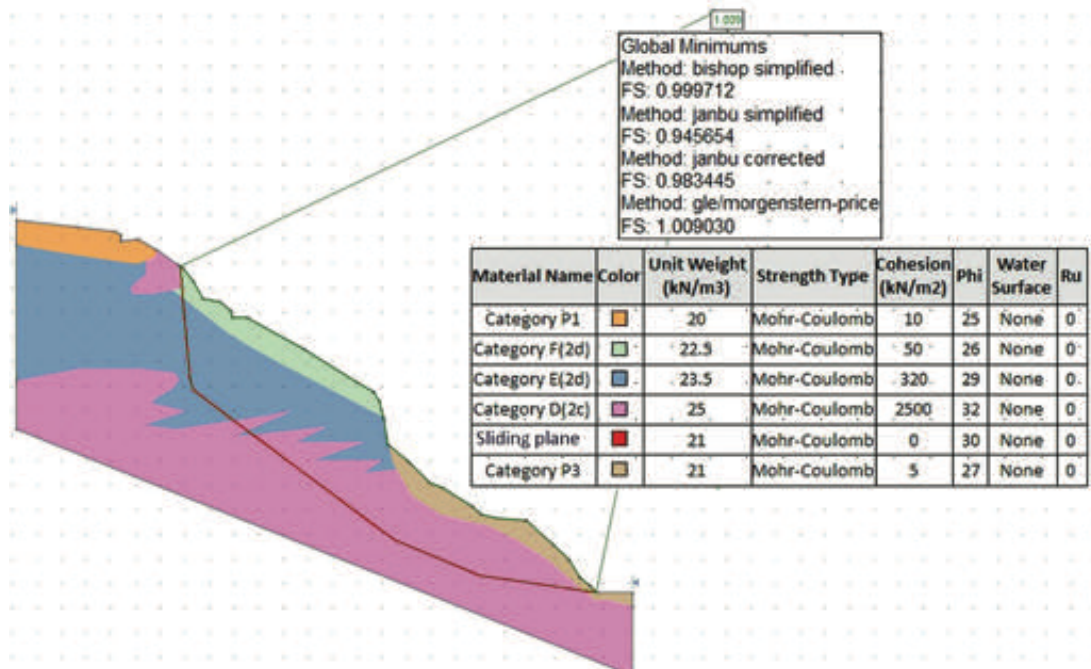 1.009
Global Minimums
Method: bishop simplified
FS: 0.999712
Method: janbu simplified
FS: 0.945654
Method: janbu corrected
FS: 0.983445
Method: gle/morgenstern-price
FS: 1.009030
Material Name Color Unit Weight (kN/m3) Strength Type Cohesion (kN/m2) Phi Water Surface Ru
Category P1 20 Mohr-Coulomb 10 25 None 0
Category F(2d) 22.5 Mohr-Coulomb 50 26 None 0
Category E(2d) 23.5 Mohr-Coulomb 320 29 None 0
Category D(2c) 25 Mohr-Coulomb 2500 32 None 0
Sliding plane 21 Mohr-Coulomb 0 30 None 0
Category P3 21 Mohr-Coulomb 5 27 None 0